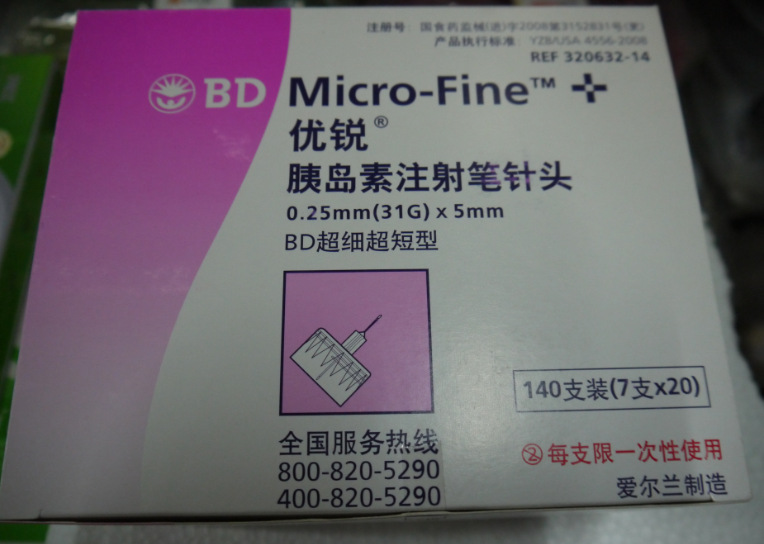 注册号：国食药监械(进)字2008第3152831号(更)
产品执行标准：YZB/USA 4556-2008
REF 320632-14
BD Micro-Fine™ +
优锐®
胰岛素注射笔针头
0.25mm(31G) x 5mm
BD超细超短型
140支装(7支x20)
全国服务热线
800-820-5290
400-820-5290
② 每支限一次性使用
爱尔兰制造